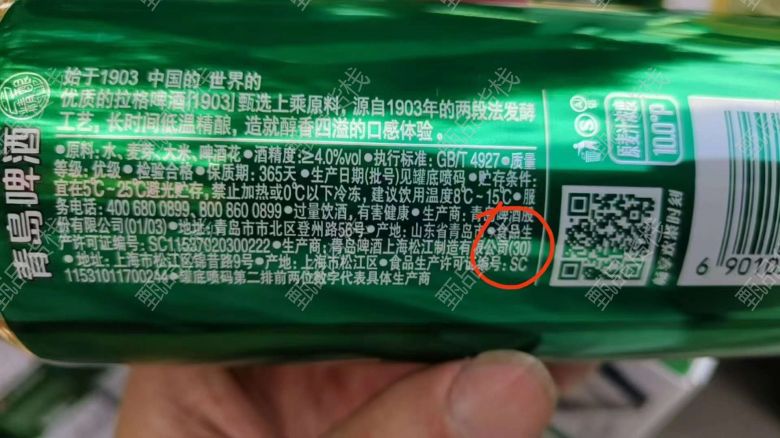 始于1903 中国的 世界的
优质的拉格啤酒[1903]甄选上乘原料,源自1903年的两段法发酵
工艺,长时间低温精酿,造就醇香四溢的口感体验。
•原料:水、麦芽、大米、啤酒花•酒精度:≥4.0%vol•执行标准:GB/T 4927•质量
等级:优级•检验合格•保质期:365天•生产日期(批号)见罐底喷码•贮存条件:
宜在5℃~25℃避光贮存,禁止加热或0℃以下冷冻,建议饮用温度8℃~15℃•服
务电话:400 680 0899、800 860 0899•过量饮酒,有害健康•生产商:青岛啤酒股
份有限公司(01/03)•地址:青岛市市北区登州路56号•产地:山东省青岛市•食品生
产许可证编号:SC11537020300222•生产商:青岛啤酒上海松江制造有限公司(30)
•地址:上海市松江区锦昔路9号•产地:上海市松江区•食品生产许可证编号:SC
11531011700244•罐底喷码第二排前两位数字代表具体生产商
青島啤酒
原麦汁浓度
10.0°P
6 9010
甄品货栈